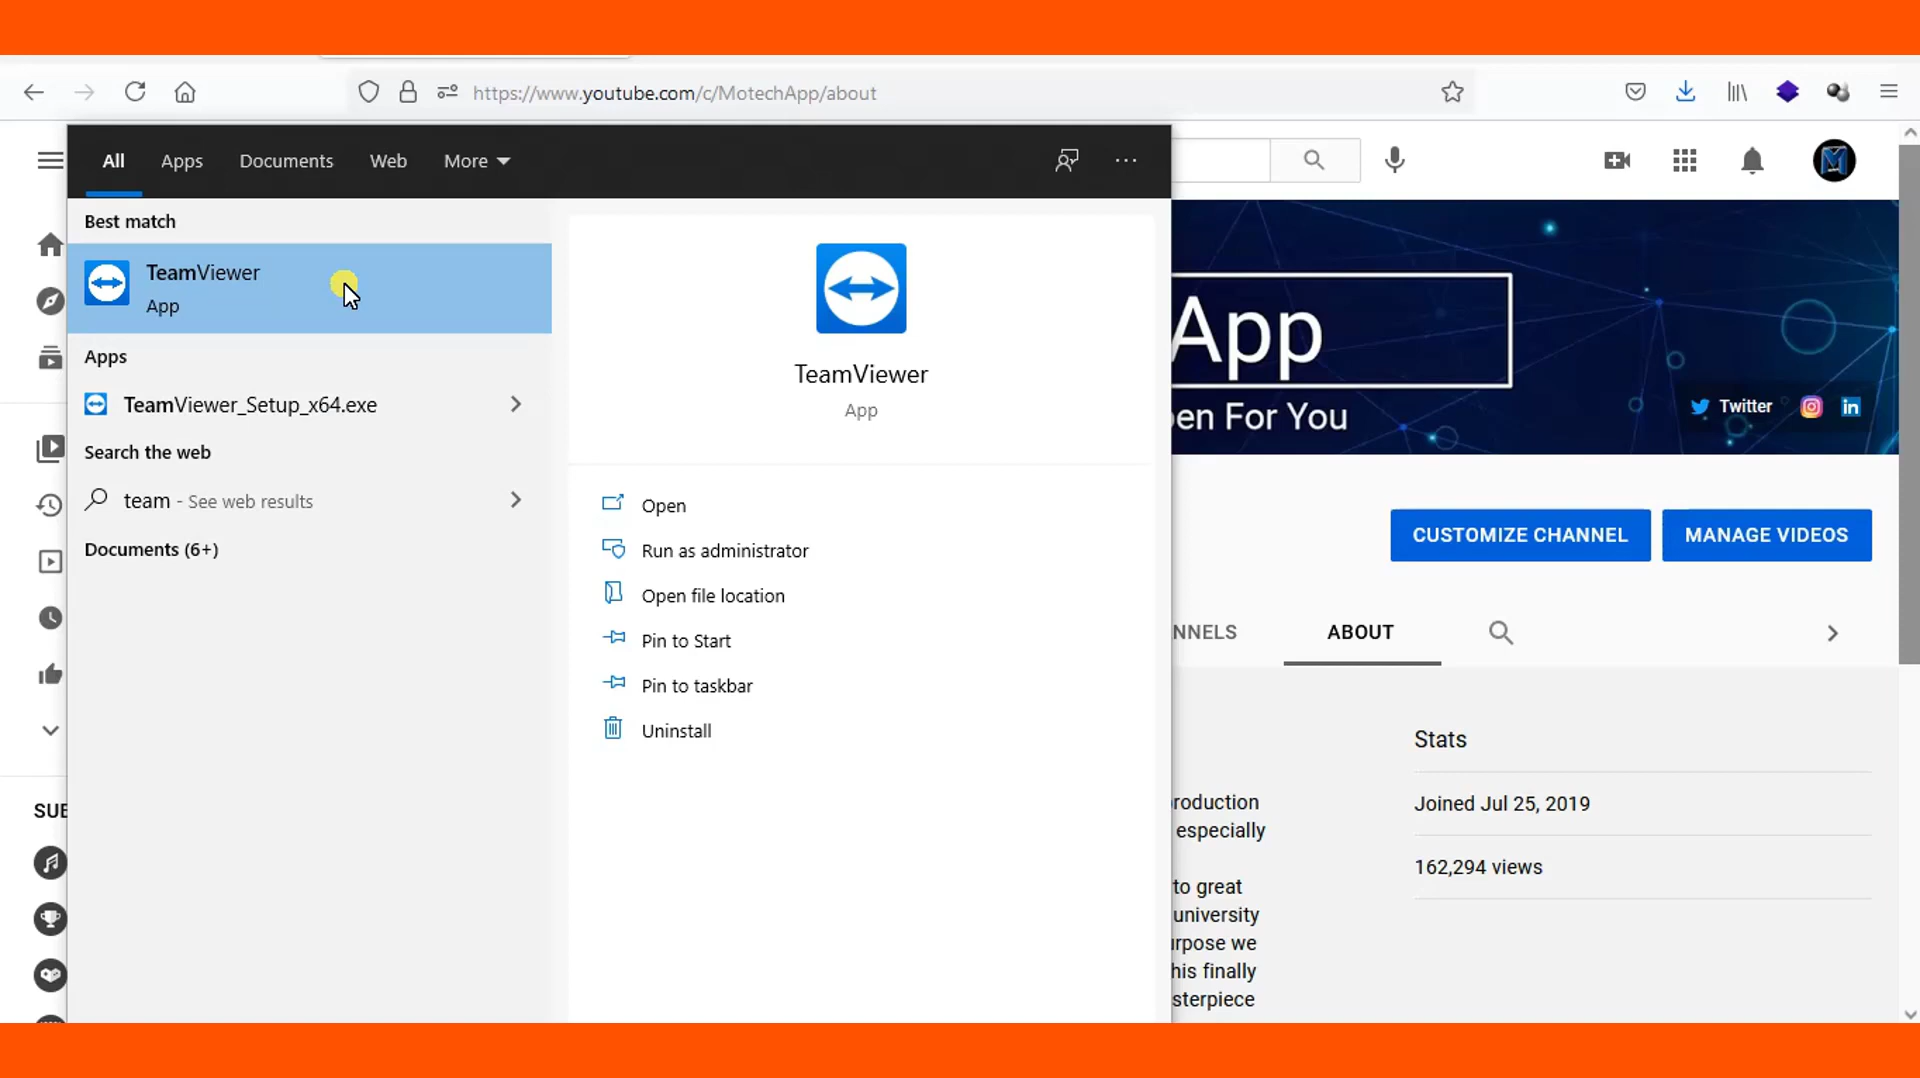 https://www.youtube.com/c/MotechApp/about
All
Apps
Documents
Web
More
Best match
TeamViewer
App
Apps
TeamViewer_Setup_x64.exe
Search the web
team - See web results
Documents (6+)
TeamViewer
App
Open
Run as administrator
Open file location
Pin to Start
Pin to taskbar
Uninstall
App
en For You
Twitter
CUSTOMIZE CHANNEL
MANAGE VIDEOS
NNELS
ABOUT
SUB
roduction
especially
to great
university
urpose we
his finally
sterpiece
Stats
Joined Jul 25, 2019
162,294 views